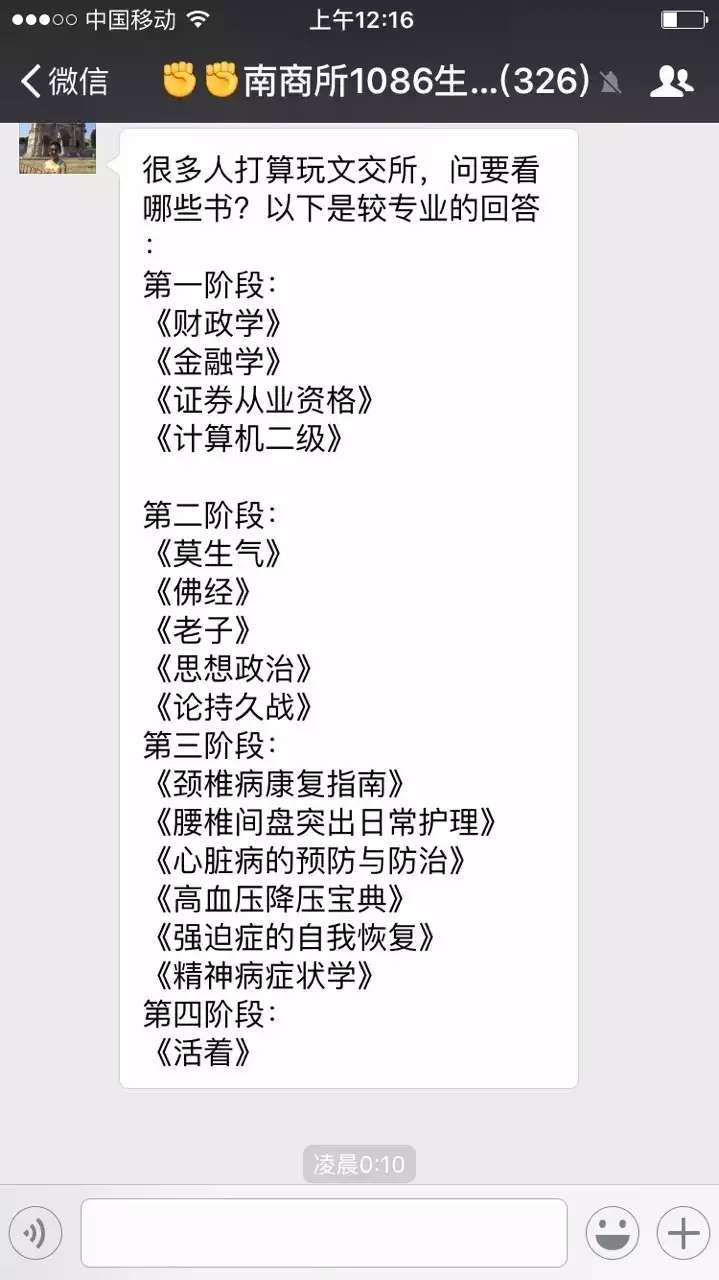 中国移动 上午12:16
微信 ✊✊南商所1086生...(326)
很多人打算玩文交所，问要看
哪些书？以下是较专业的回答
：
第一阶段：
《财政学》
《金融学》
《证券从业资格》
《计算机二级》
第二阶段：
《莫生气》
《佛经》
《老子》
《思想政治》
《论持久战》
第三阶段：
《颈椎病康复指南》
《腰椎间盘突出日常护理》
《心脏病的预防与防治》
《高血压降压宝典》
《强迫症的自我恢复》
《精神病症状学》
第四阶段：
《活着》
凌晨0:10